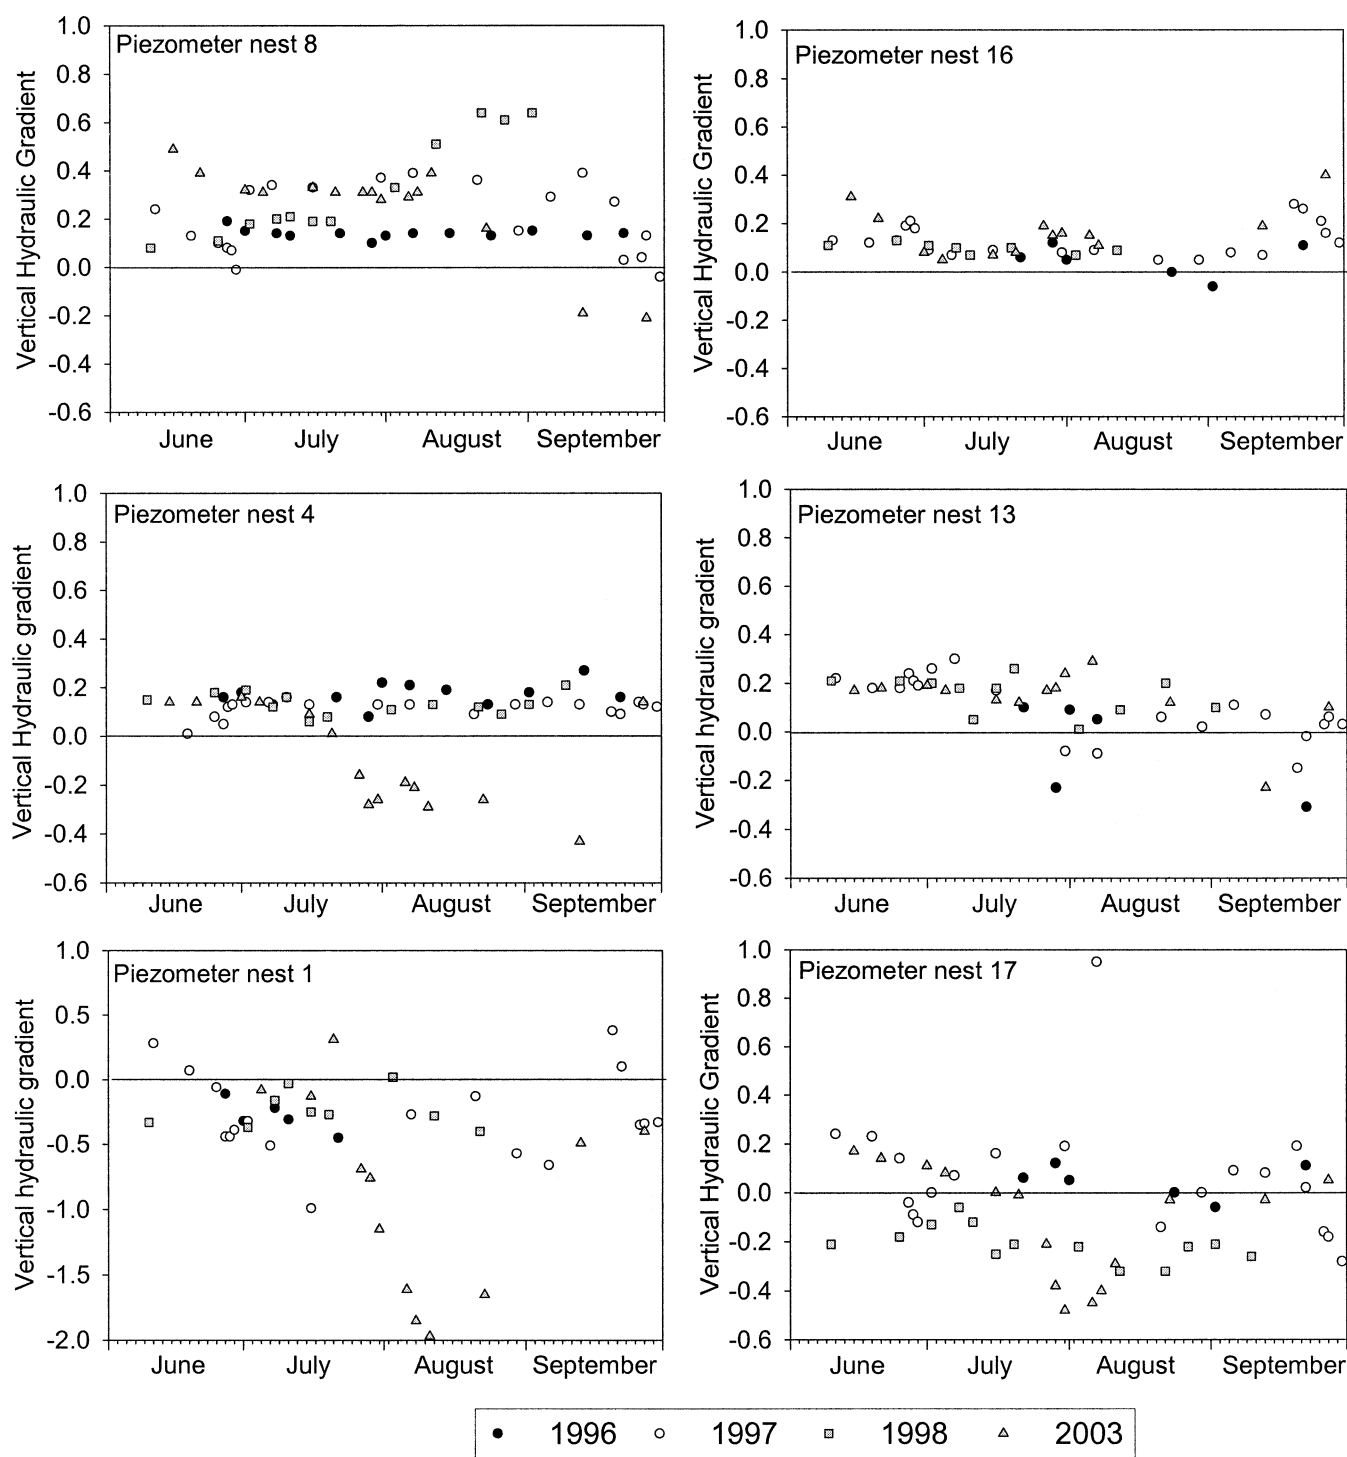 Piezometer nest 8
Vertical Hydraulic Gradient
1.0
0.8
0.6
0.4
0.2
0.0
-0.2
-0.4
-0.6
June July August September
Piezometer nest 16
Vertical Hydraulic Gradient
1.0
0.8
0.6
0.4
0.2
0.0
-0.2
-0.4
-0.6
June July August September
Piezometer nest 4
Vertical Hydraulic gradient
1.0
0.8
0.6
0.4
0.2
0.0
-0.2
-0.4
-0.6
June July August September
Piezometer nest 13
Vertical hydraulic gradient
1.0
0.8
0.6
0.4
0.2
0.0
-0.2
-0.4
-0.6
June July August September
Piezometer nest 1
Vertical hydraulic gradient
1.0
0.5
0.0
-0.5
-1.0
-1.5
-2.0
June July August September
Piezometer nest 17
Vertical Hydraulic Gradient
1.0
0.8
0.6
0.4
0.2
0.0
-0.2
-0.4
-0.6
June July August September
1996 1997 1998 2003